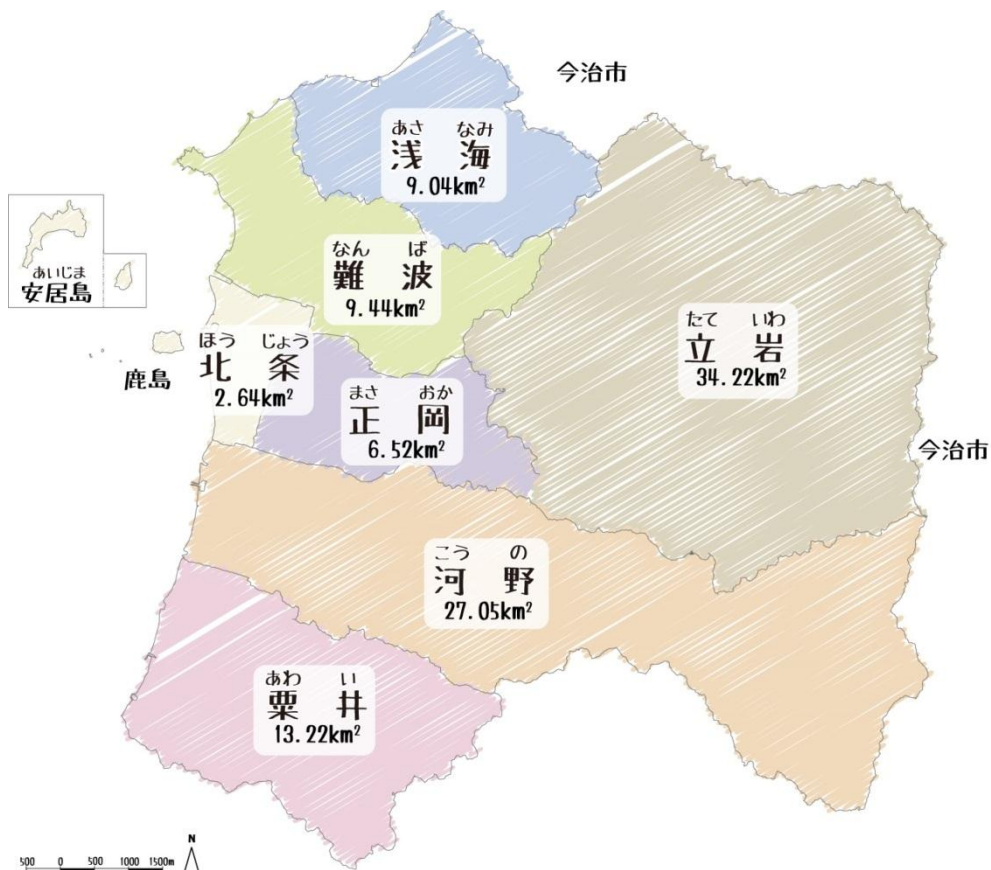 今治市
あさ なみ
浅 海
9.04km²
なん ば
難 波
9.44km²
あいじま
安居島
鹿島
ほう じょう
北 条
2.64km²
まさ おか
正 岡
6.52km²
たて いわ
立 岩
34.22km²
今治市
こう の
河 野
27.05km²
あわ い
粟 井
13.22km²
N
500 0 500 1000 1500m